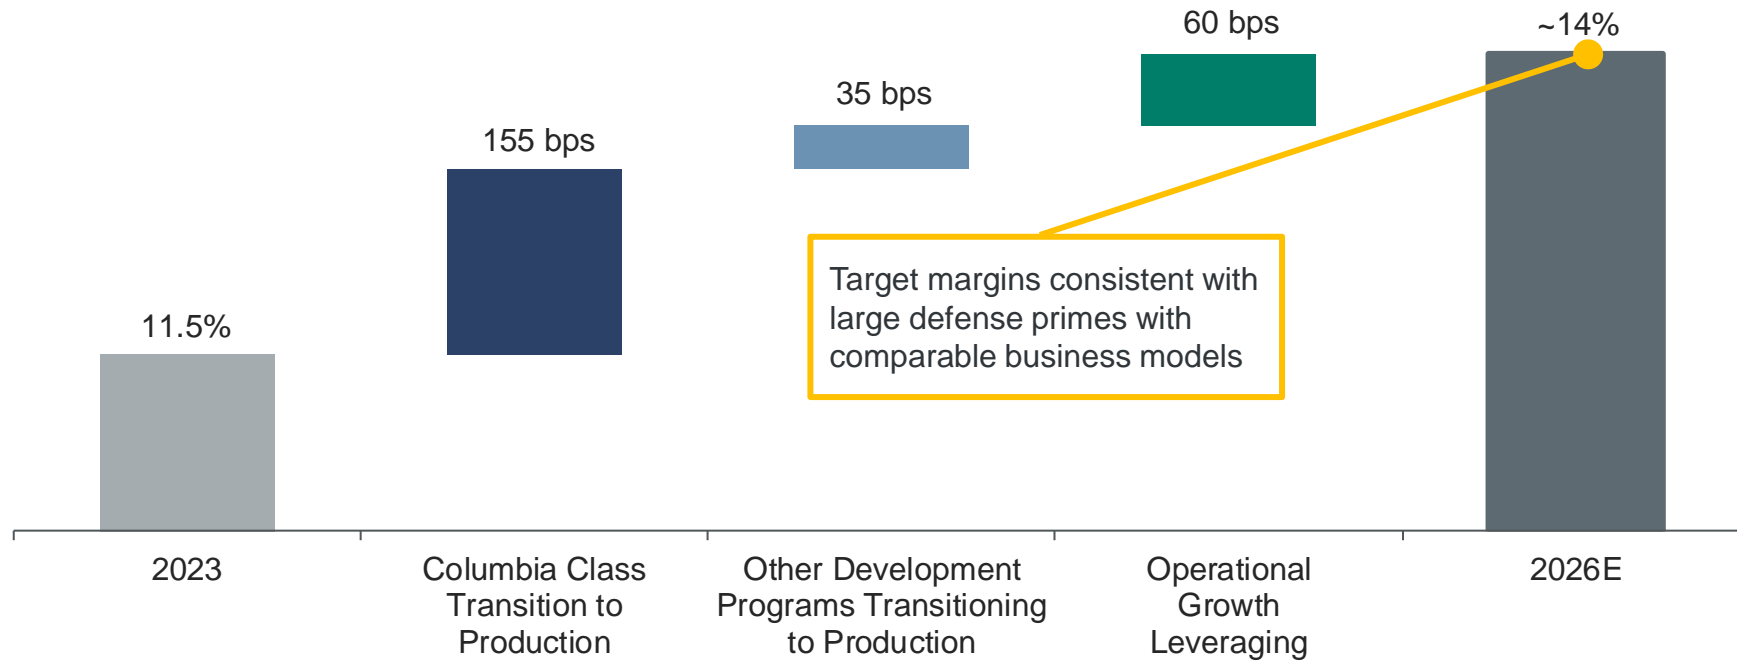 11.5%
155 bps
35 bps
60 bps
~14%
Target margins consistent with
large defense primes with
comparable business models
2023
Columbia Class
Transition to
Production
Other Development
Programs Transitioning
to Production
Operational
Growth
Leveraging
2026E